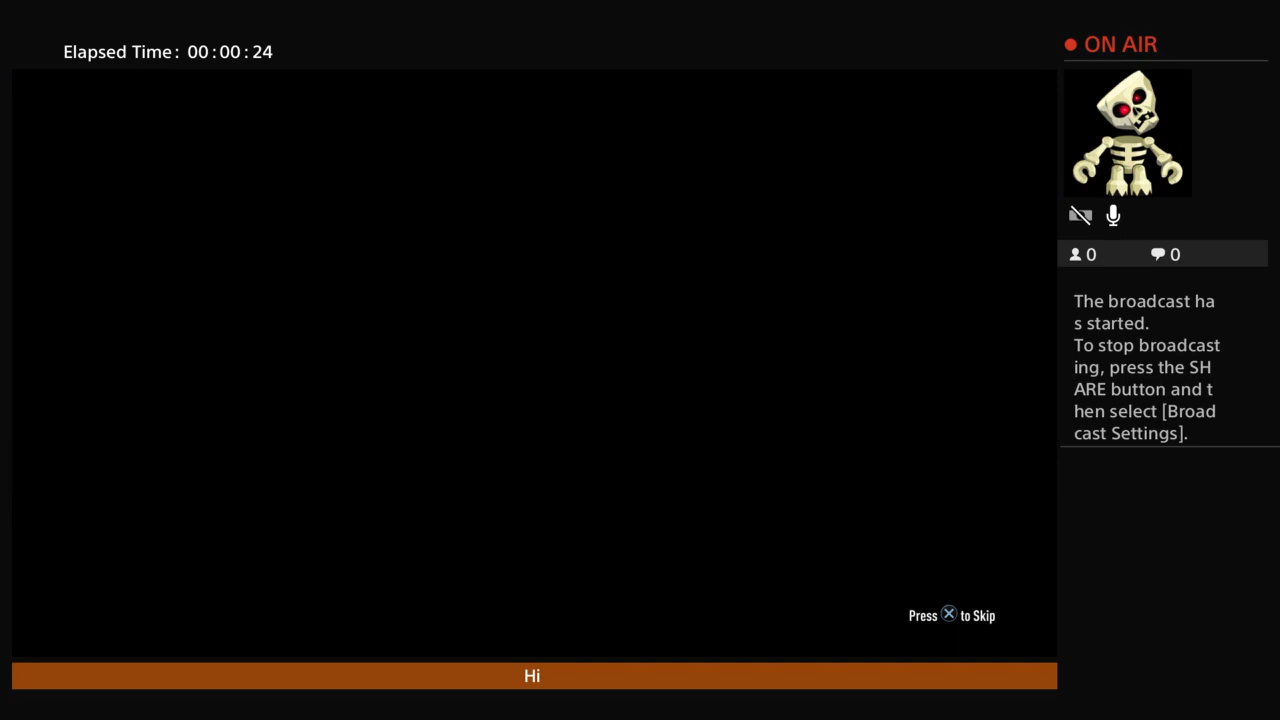 Elapsed Time: 00:00:24
ON AIR
0 0
The broadcast ha
s started.
To stop broadcast
ing, press the SH
ARE button and t
hen select [Broad
cast Settings].
Press to Skip
Hi